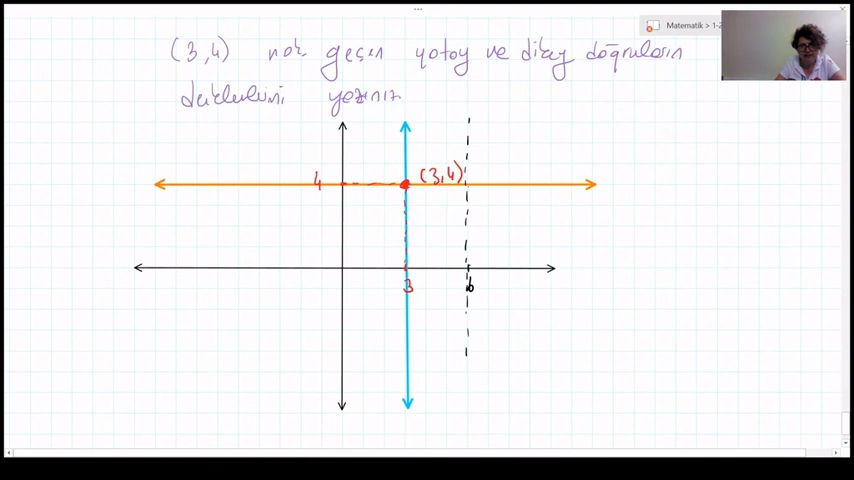 Matematik > 1-2
(3,4) nok. geçen yatay ve dikey doğruların
denklemlerini yazınız.
4
(3,4)
3
6